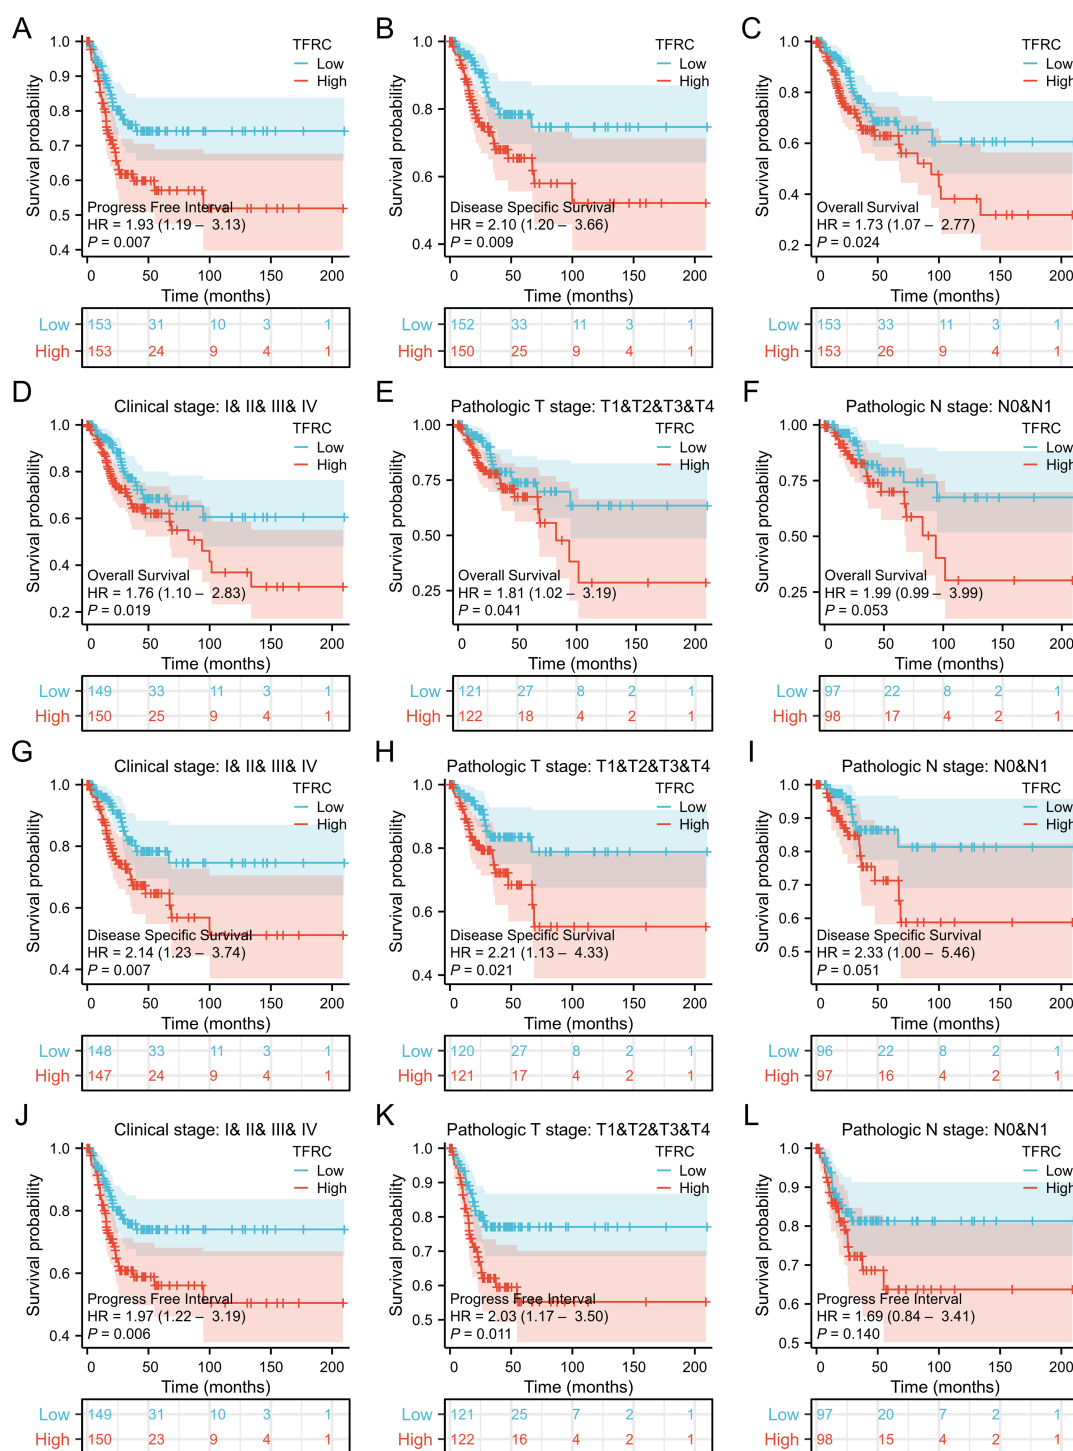 A
TFRC
Low
High
Survival probability
1.0
0.9
0.8
0.7
0.6
0.5
0.4
Progress Free Interval
HR = 1.93 (1.19 – 3.13)
P = 0.007
0 50 100 150 200
Time (months)
Low 153 31 10 3 1
High 153 24 9 4 1
B
TFRC
Low
High
Survival probability
1.0
0.8
0.6
0.4
Disease Specific Survival
HR = 2.10 (1.20 – 3.66)
P = 0.009
0 50 100 150 200
Time (months)
Low 152 33 11 3 1
High 150 25 9 4 1
C
TFRC
Low
High
Survival probability
1.0
0.8
0.6
0.4
0.2
Overall Survival
HR = 1.73 (1.07 – 2.77)
P = 0.024
0 50 100 150 200
Time (months)
Low 153 33 11 3 1
High 153 26 9 4 1
D
Clinical stage: I& II& III& IV
TFRC
Low
High
Survival probability
1.0
0.8
0.6
0.4
0.2
Overall Survival
HR = 1.76 (1.10 – 2.83)
P = 0.019
0 50 100 150 200
Time (months)
Low 149 33 11 3 1
High 150 25 9 4 1
E
Pathologic T stage: T1&T2&T3&T4
TFRC
Low
High
Survival probability
1.00
0.75
0.50
0.25
Overall Survival
HR = 1.81 (1.02 – 3.19)
P = 0.041
0 50 100 150 200
Time (months)
Low 121 27 8 2 1
High 122 18 4 2 1
F
Pathologic N stage: N0&N1
TFRC
Low
High
Survival probability
1.00
0.75
0.50
0.25
Overall Survival
HR = 1.99 (0.99 – 3.99)
P = 0.053
0 50 100 150 200
Time (months)
Low 97 22 8 2 1
High 98 17 4 2 1
G
Clinical stage: I& II& III& IV
TFRC
Low
High
Survival probability
1.0
0.8
0.6
0.4
Disease Specific Survival
HR = 2.14 (1.23 – 3.74)
P = 0.007
0 50 100 150 200
Time (months)
Low 148 33 11 3 1
High 147 24 9 4 1
H
Pathologic T stage: T1&T2&T3&T4
TFRC
Low
High
Survival probability
1.0
0.8
0.6
0.4
Disease Specific Survival
HR = 2.21 (1.13 – 4.33)
P = 0.021
0 50 100 150 200
Time (months)
Low 120 27 8 2 1
High 121 17 4 2 1
I
Pathologic N stage: N0&N1
TFRC
Low
High
Survival probability
1.0
0.9
0.8
0.7
0.6
0.5
Disease Specific Survival
HR = 2.33 (1.00 – 5.46)
P = 0.051
0 50 100 150 200
Time (months)
Low 96 22 8 2 1
High 97 16 4 2 1
J
Clinical stage: I& II& III& IV
TFRC
Low
High
Survival probability
1.0
0.8
0.6
0.4
Progress Free Interval
HR = 1.97 (1.22 – 3.19)
P = 0.006
0 50 100 150 200
Time (months)
Low 149 31 10 3 1
High 150 23 9 4 1
K
Pathologic T stage: T1&T2&T3&T4
TFRC
Low
High
Survival probability
1.0
0.9
0.8
0.7
0.6
0.5
Progress Free Interval
HR = 2.03 (1.17 – 3.50)
P = 0.011
0 50 100 150 200
Time (months)
Low 121 25 7 2 1
High 122 16 4 2 1
L
Pathologic N stage: N0&N1
TFRC
Low
High
Survival probability
1.0
0.9
0.8
0.7
0.6
0.5
Progress Free Interval
HR = 1.69 (0.84 – 3.41)
P = 0.140
0 50 100 150 200
Time (months)
Low 97 20 7 2 1
High 98 15 4 2 1